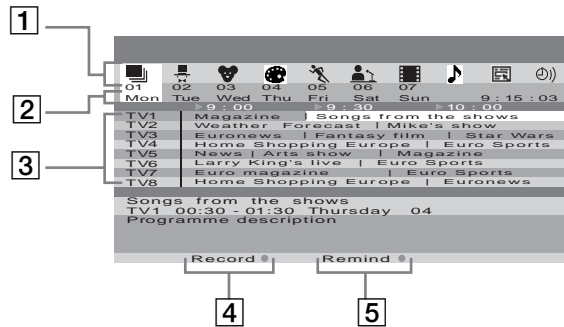 1
01 02 03 04 05 06 07
2
Mon Tue Wed Thu Fri Sat Sun 9 : 15 : 03
9 : 00 9 : 30 10 : 00
TV1 Magazine | Songs from the shows
TV2 Weather Forecast | Mike's show
TV3 Euronews | Fantasy film | Star Wars
3
TV4 Home Shopping Europe | Euro Sports
TV5 News | Arts show | Magazine
TV6 Larry King's live | Euro Sports
TV7 Euro magazine | Euro Sports
TV8 Home Shopping Europe | Euronews
Songs from the shows
TV1 00:30 - 01:30 Thursday 04
Programme description
Record Remind
4 5